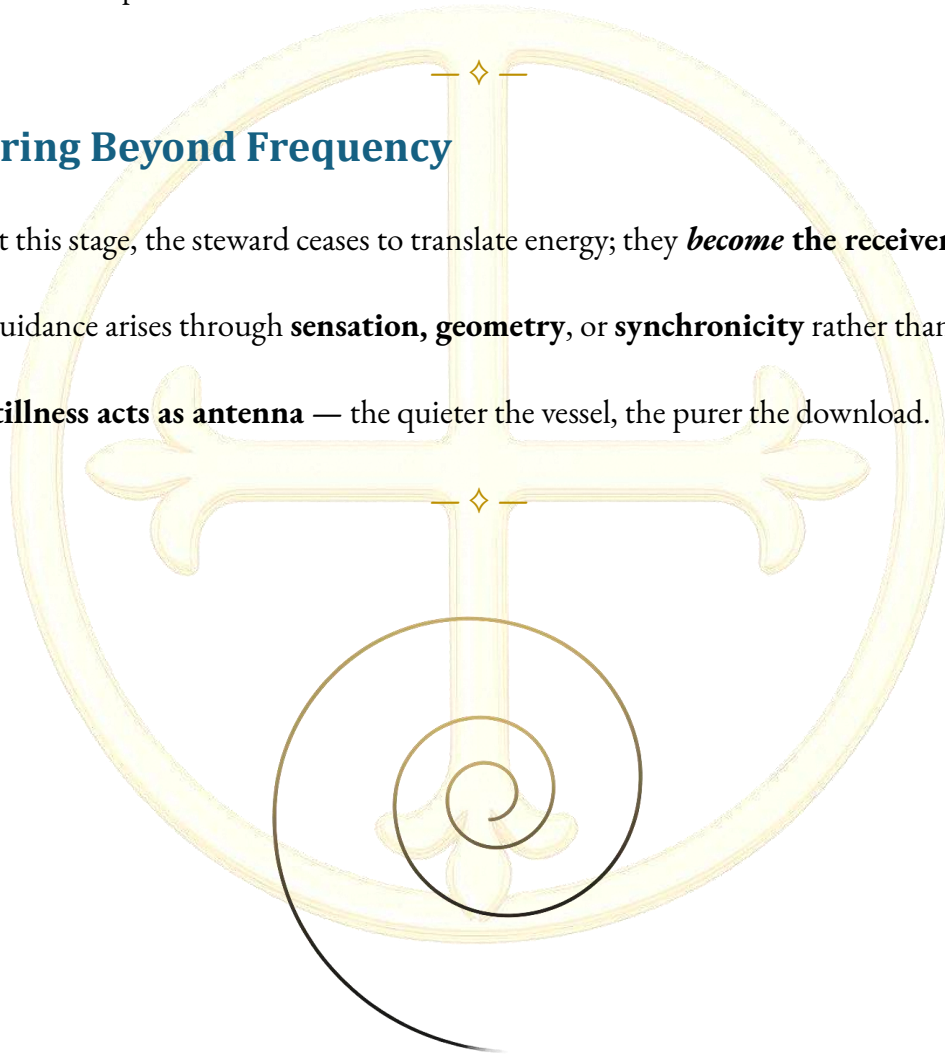 ring Beyond Frequency
t this stage, the steward ceases to translate energy; they become the receiver
uidance arises through sensation, geometry, or synchronicity rather than
tillness acts as antenna — the quieter the vessel, the purer the download.